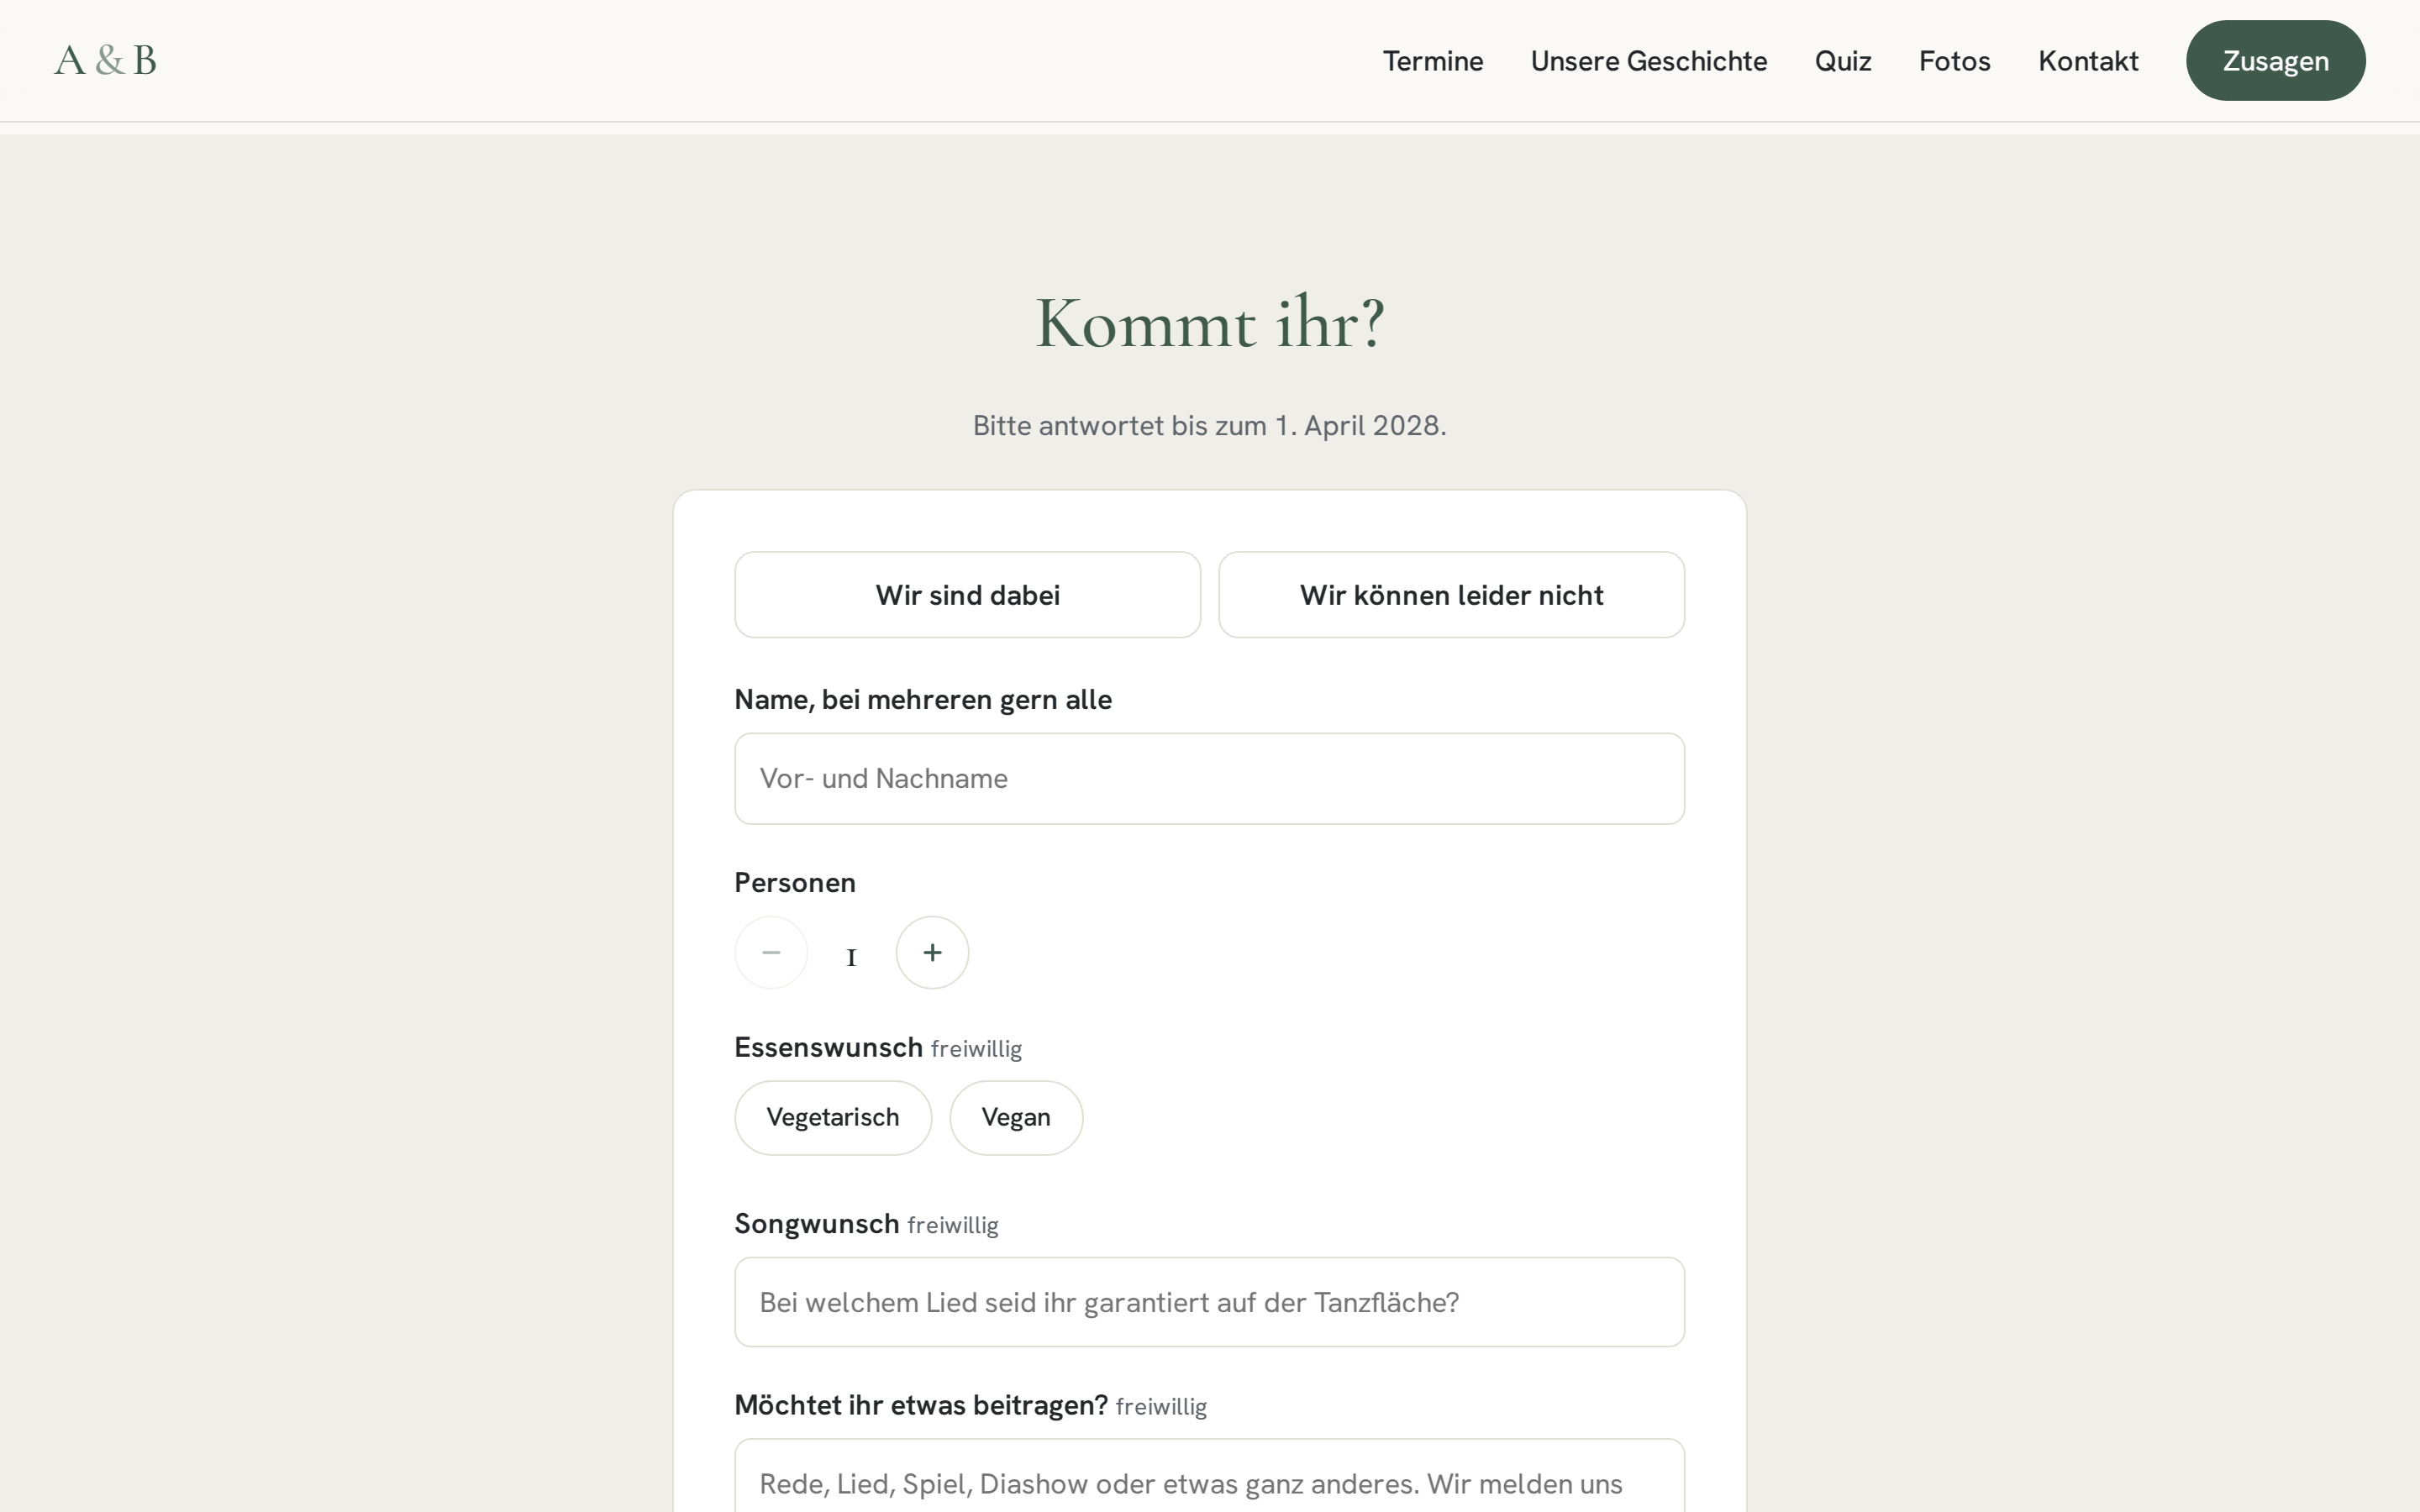 A & B
Termine Unsere Geschichte Quiz Fotos Kontakt Zusagen
Kommt ihr?
Bitte antwortet bis zum 1. April 2028.
Wir sind dabei Wir können leider nicht
Name, bei mehreren gern alle
Vor- und Nachname
Personen
− 1 +
Essenswunsch freiwillig
Vegetarisch Vegan
Songwunsch freiwillig
Bei welchem Lied seid ihr garantiert auf der Tanzfläche?
Möchtet ihr etwas beitragen? freiwillig
Rede, Lied, Spiel, Diashow oder etwas ganz anderes. Wir melden uns